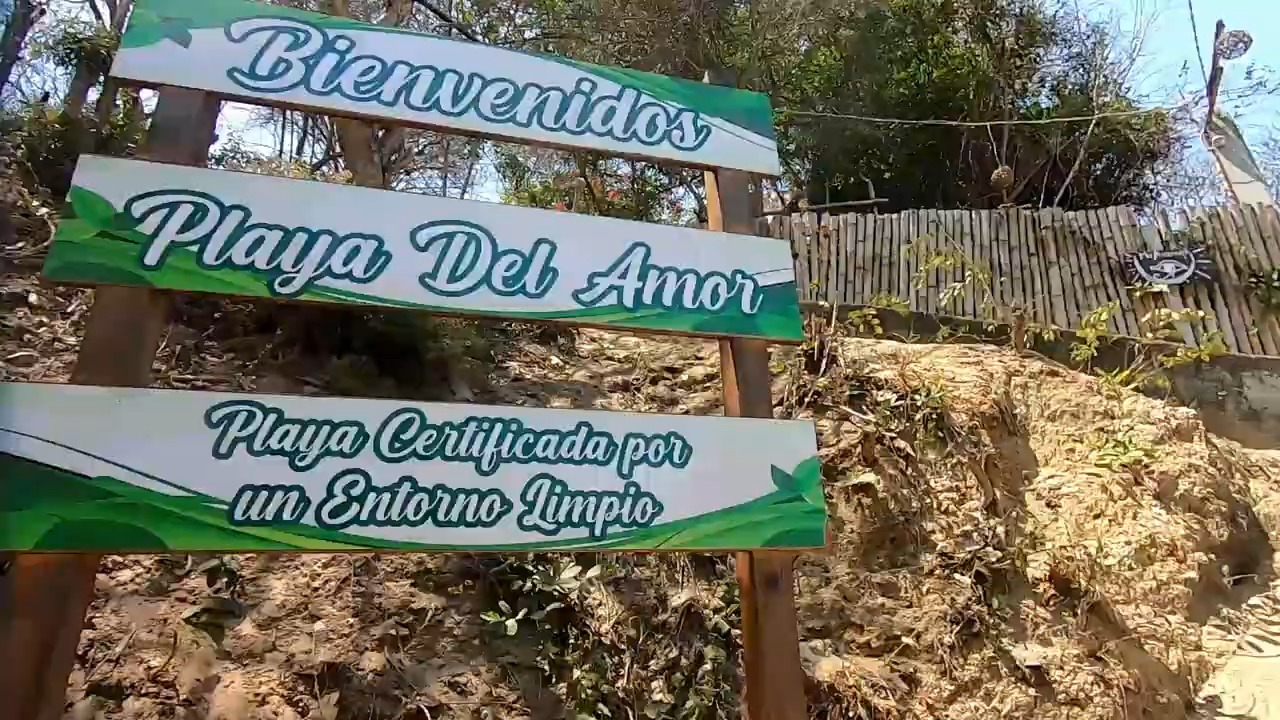 Bienvenidos
Playa Del Amor
Playa Certificada por
un Entorno Limpio